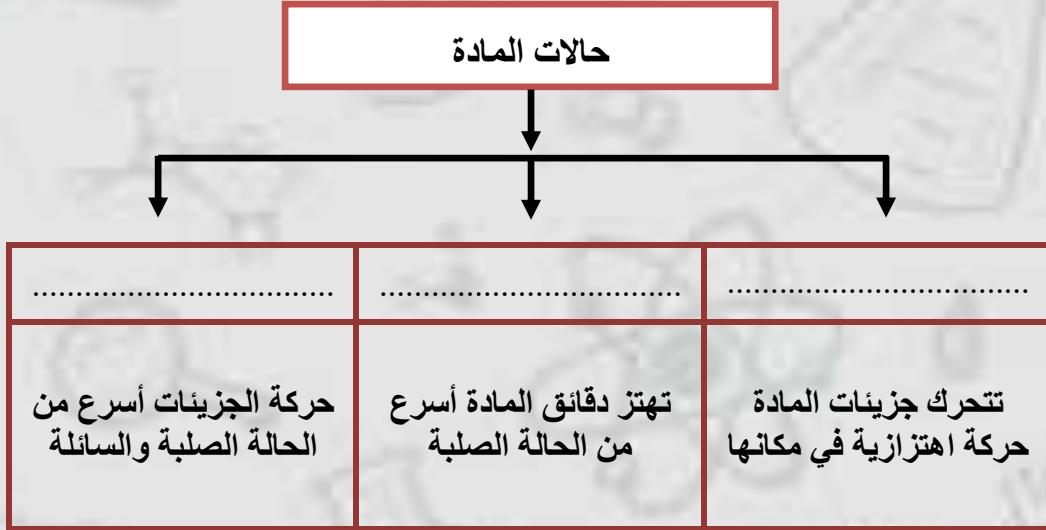 حالات المادة
.................................. .................................. ..................................
تتحرك جزيئات المادة
حركة اهتزازية في مكانها
تهتز دقائق المادة أسرع
من الحالة الصلبة
حركة الجزيئات أسرع من
الحالة الصلبة والسائلة